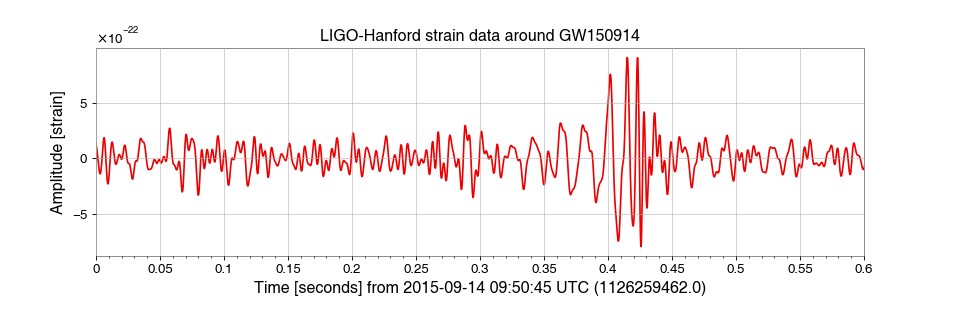 LIGO-Hanford strain data around GW150914
×10⁻²²
Amplitude [strain]
5
0
−5
0 0.05 0.1 0.15 0.2 0.25 0.3 0.35 0.4 0.45 0.5 0.55 0.6
Time [seconds] from 2015-09-14 09:50:45 UTC (1126259462.0)